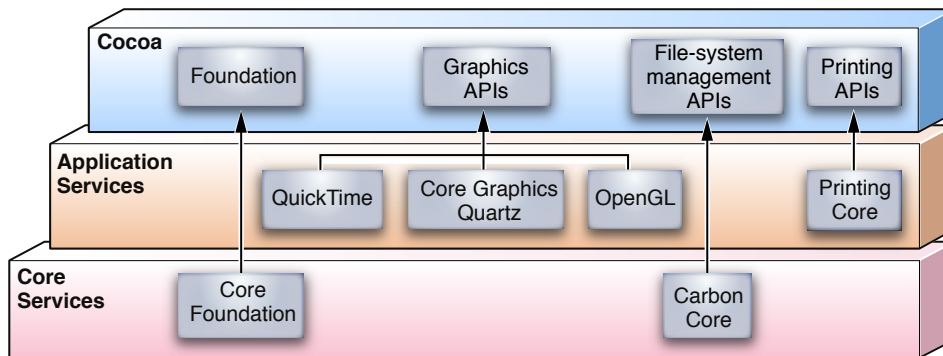 Cocoa
Foundation
Graphics
APIs
File-system
management
APIs
Printing
APIs
Application
Services
QuickTime
Core Graphics
Quartz
OpenGL
Printing
Core
Core
Services
Core
Foundation
Carbon
Core